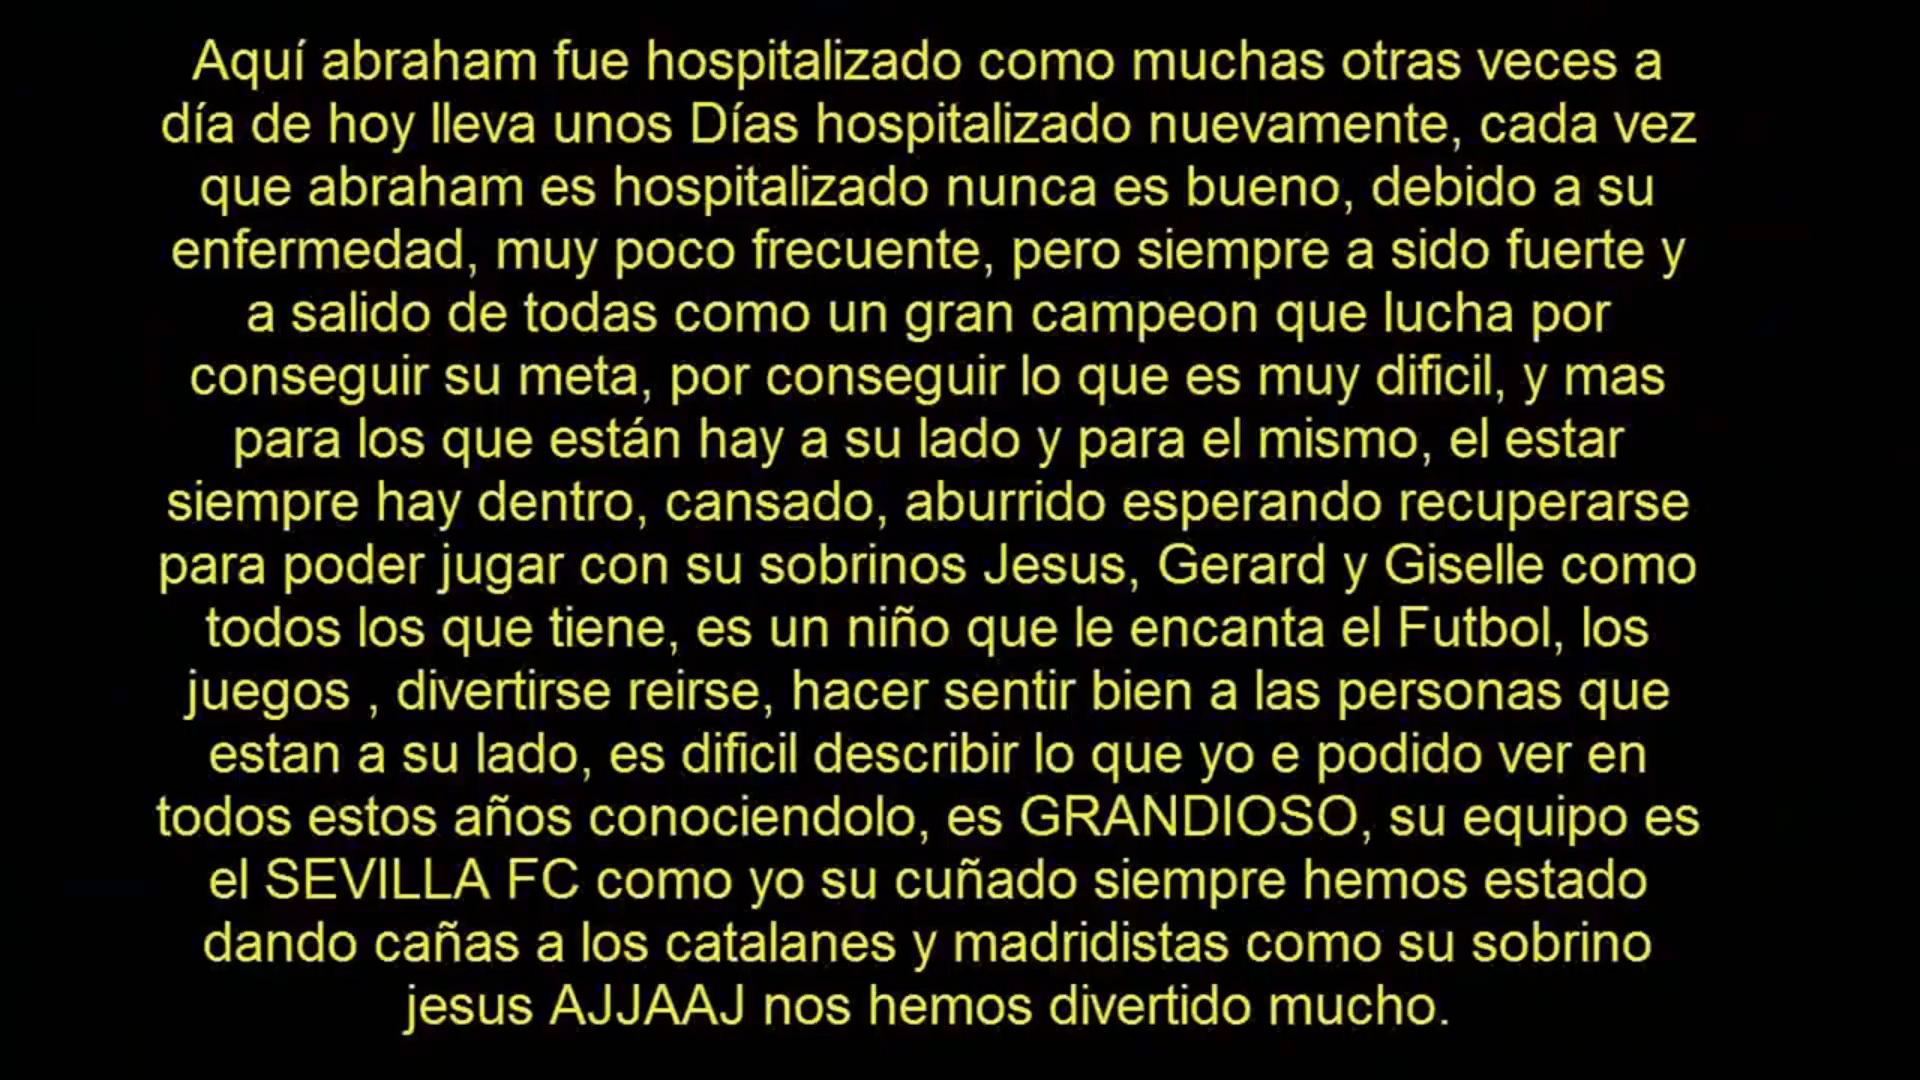 Aquí abraham fue hospitalizado como muchas otras veces a
día de hoy lleva unos Días hospitalizado nuevamente, cada vez
que abraham es hospitalizado nunca es bueno, debido a su
enfermedad, muy poco frecuente, pero siempre a sido fuerte y
a salido de todas como un gran campeon que lucha por
conseguir su meta, por conseguir lo que es muy dificil, y mas
para los que están hay a su lado y para el mismo, el estar
siempre hay dentro, cansado, aburrido esperando recuperarse
para poder jugar con su sobrinos Jesus, Gerard y Giselle como
todos los que tiene, es un niño que le encanta el Futbol, los
juegos , divertirse reirse, hacer sentir bien a las personas que
estan a su lado, es dificil describir lo que yo e podido ver en
todos estos años conociendolo, es GRANDIOSO, su equipo es
el SEVILLA FC como yo su cuñado siempre hemos estado
dando cañas a los catalanes y madridistas como su sobrino
jesus AJJAAJ nos hemos divertido mucho.